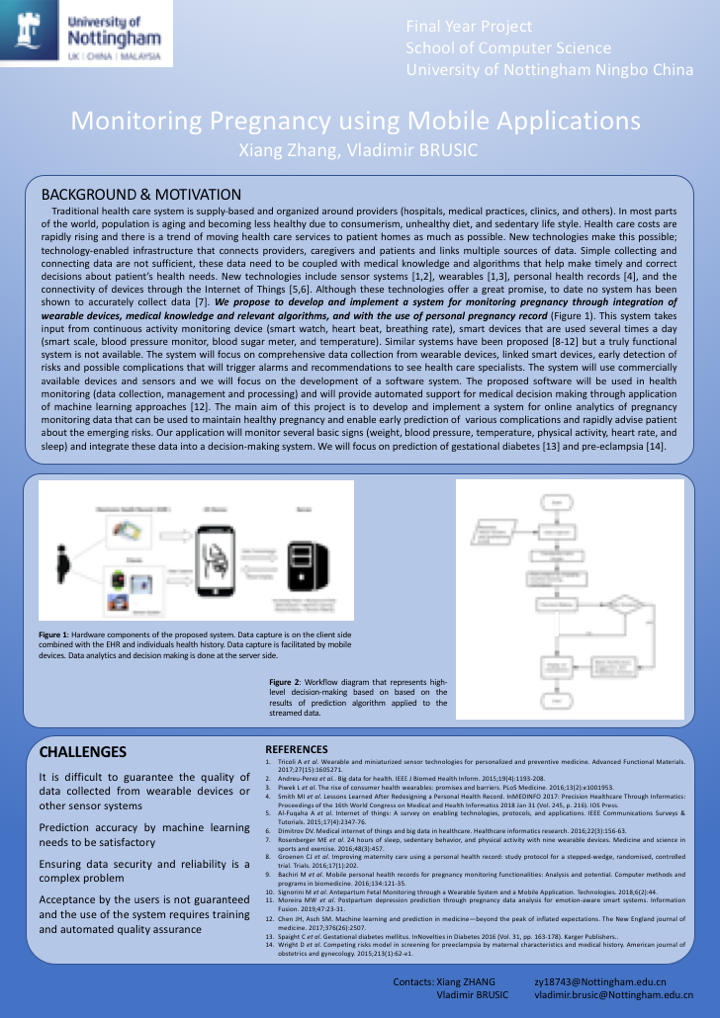 University of
Nottingham
UK | CHINA | MALAYSIA
Final Year Project
School of Computer Science
University of Nottingham Ningbo China
Monitoring Pregnancy using Mobile Applications
Xiang Zhang, Vladimir BRUSIC
BACKGROUND & MOTIVATION
Traditional health care system is supply-based and organized around providers (hospitals, medical practices, clinics, and others). In most parts
of the world, population is aging and becoming less healthy due to consumerism, unhealthy diet, and sedentary life style. Health care costs are
rapidly rising and there is a trend of moving health care services to patient homes as much as possible. New technologies make this possible;
technology-enabled infrastructure that connects providers, caregivers and patients and links multiple sources of data. Simple collecting and
connecting data are not sufficient, these data need to be coupled with medical knowledge and algorithms that help make timely and correct
decisions about patient's health needs. New technologies include sensor systems [1,2], wearables [1,3], personal health records [4], and the
connectivity of devices through the Internet of Things [5,6]. Although these technologies offer a great promise, to date no system has been
shown to accurately collect data [7]. We propose to develop and implement a system for monitoring pregnancy through integration of
wearable devices, medical knowledge and relevant algorithms, and with the use of personal pregnancy record (Figure 1). This system takes
input from continuous activity monitoring device (smart watch, heart beat, breathing rate), smart devices that are used several times a day
(smart scale, blood pressure monitor, blood sugar meter, and temperature). Similar systems have been proposed [8-12] but a truly functional
system is not available. The system will focus on comprehensive data collection from wearable devices, linked smart devices, early detection of
risks and possible complications that will trigger alarms and recommendations to see health care specialists. The system will use commercially
available devices and sensors and we will focus on the development of a software system. The proposed software will be used in health
monitoring (data collection, management and processing) and will provide automated support for medical decision making through application
of machine learning approaches [12]. The main aim of this project is to develop and implement a system for online analytics of pregnancy
monitoring data that can be used to maintain healthy pregnancy and enable early prediction of various complications and rapidly advise patient
about the emerging risks. Our application will monitor several basic signs (weight, blood pressure, temperature, physical activity, heart rate, and
sleep) and integrate these data into a decision-making system. We will focus on prediction of gestational diabetes [13] and pre-eclampsia [14].
Figure 1: Hardware components of the proposed system. Data capture is on the client side
combined with the EHR and individuals health history. Data capture is facilitated by mobile
devices. Data analytics and decision making is done at the server side.
Figure 2: Workflow diagram that represents high-
level decision-making based on based on the
results of prediction algorithm applied to the
streamed data.
CHALLENGES
It is difficult to guarantee the quality of
data collected from wearable devices or
other sensor systems
Prediction accuracy by machine learning
needs to be satisfactory
Ensuring data security and reliability is a
complex problem
Acceptance by the users is not guaranteed
and the use of the system requires training
and automated quality assurance
REFERENCES
1. Tricoli A et al. Wearable and miniaturized sensor technologies for personalized and preventive medicine. Advanced Functional Materials.
2017;27(15):1605271.
2. Andreu-Perez et al.. Big data for health. IEEE J Biomed Health Inform. 2015;19(4):1193-208.
3. Piwek L et al. The rise of consumer health wearables: promises and barriers. PLoS Medicine. 2016;13(2):e1001953.
4. Smith MI et al. Lessons Learned After Redesigning a Personal Health Record. InMEDINFO 2017: Precision Healthcare Through Informatics:
Proceedings of the 16th World Congress on Medical and Health Informatics 2018 Jan 31 (Vol. 245, p. 216). IOS Press.
5. Al-Fuqaha A et al. Internet of things: A survey on enabling technologies, protocols, and applications. IEEE Communications Surveys &
Tutorials. 2015;17(4):2347-76.
6. Dimitrov DV. Medical internet of things and big data in healthcare. Healthcare informatics research. 2016;22(3):156-63.
7. Rosenberger ME et al. 24 hours of sleep, sedentary behavior, and physical activity with nine wearable devices. Medicine and science in
sports and exercise. 2016;48(3):457.
8. Groenen CJ et al. Improving maternity care using a personal health record: study protocol for a stepped-wedge, randomised, controlled
trial. Trials. 2016;17(1):202.
9. Bachiri M et al. Mobile personal health records for pregnancy monitoring functionalities: Analysis and potential. Computer methods and
programs in biomedicine. 2016;134:121-35.
10. Signorini M et al. Antepartum Fetal Monitoring through a Wearable System and a Mobile Application. Technologies. 2018;6(2):44.
11. Moreira MW et al. Postpartum depression prediction through pregnancy data analysis for emotion-aware smart systems. Information
Fusion. 2019;47:23-31.
12. Chen JH, Asch SM. Machine learning and prediction in medicine—beyond the peak of inflated expectations. The New England journal of
medicine. 2017;376(26):2507.
13. Spaight C et al. Gestational diabetes mellitus. InNovelties in Diabetes 2016 (Vol. 31, pp. 163-178). Karger Publishers..
14. Wright D et al. Competing risks model in screening for preeclampsia by maternal characteristics and medical history. American journal of
obstetrics and gynecology. 2015;213(1):62-e1.
Contacts: Xiang ZHANG zy18743@Nottingham.edu.cn
Vladimir BRUSIC vladimir.brusic@Nottingham.edu.cn